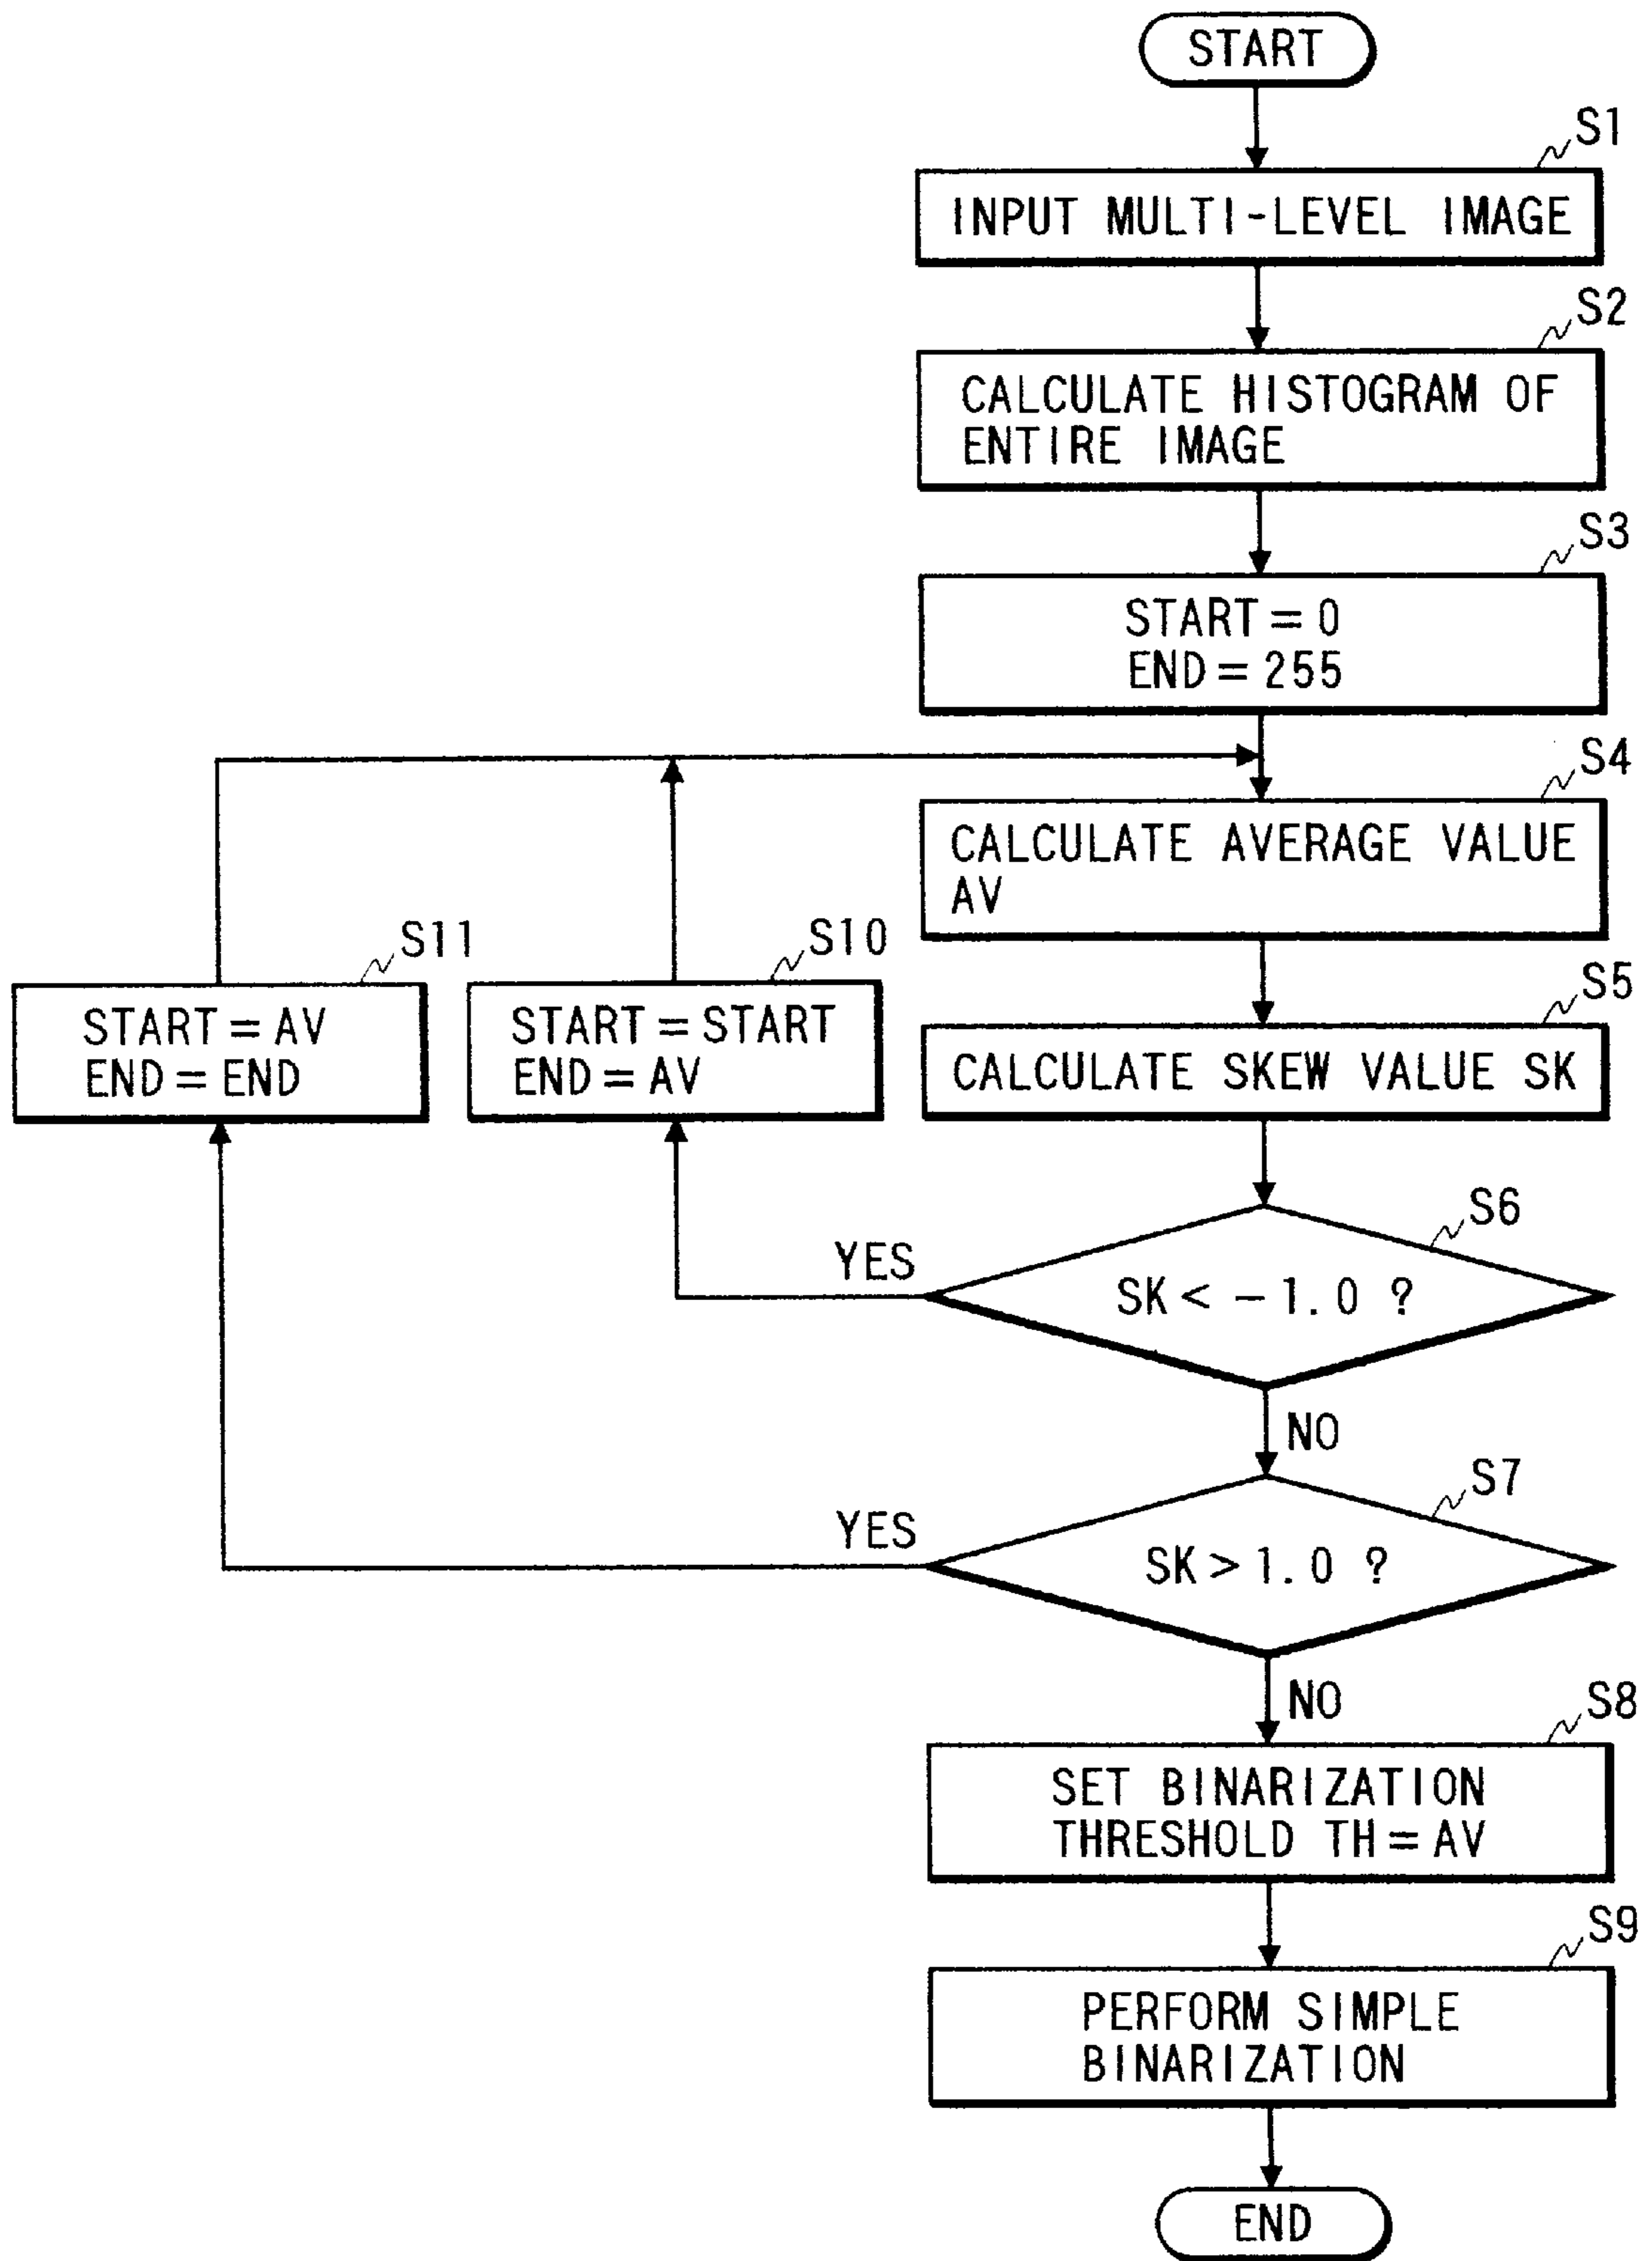 START
S1
INPUT MULTI-LEVEL IMAGE
S2
CALCULATE HISTOGRAM OF
ENTIRE IMAGE
S3
START = 0
END = 255
S4
CALCULATE AVERAGE VALUE
AV
S11
START = AV
END = END
S10
START = START
END = AV
S5
CALCULATE SKEW VALUE SK
S6
YES
SK < - 1.0 ?
NO
S7
YES
SK > 1.0 ?
NO
S8
SET BINARIZATION
THRESHOLD TH = AV
S9
PERFORM SIMPLE
BINARIZATION
END